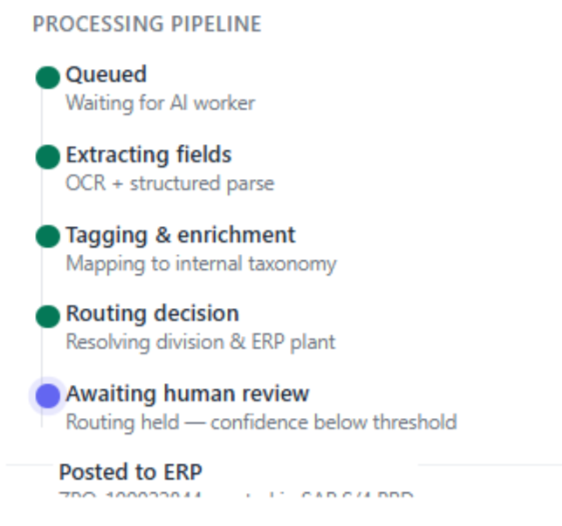 PROCESSING PIPELINE
Queued
Waiting for AI worker
Extracting fields
OCR + structured parse
Tagging & enrichment
Mapping to internal taxonomy
Routing decision
Resolving division & ERP plant
Awaiting human review
Routing held — confidence below threshold
Posted to ERP